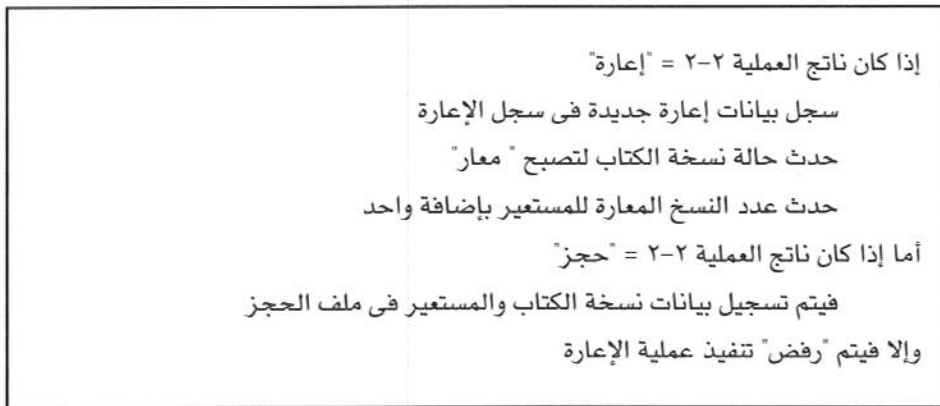 إذا كان ناتج العملية ٢-٢ = "إعارة"
سجل بيانات إعارة جديدة فى سجل الإعارة
حدث حالة نسخة الكتاب لتصبح " معار"
حدث عدد النسخ المعارة للمستعير بإضافة واحد
أما إذا كان ناتج العملية ٢-٢ = "حجز"
فيتم تسجيل بيانات نسخة الكتاب والمستعير فى ملف الحجز
وإلا فيتم "رفض" تنفيذ عملية الإعارة